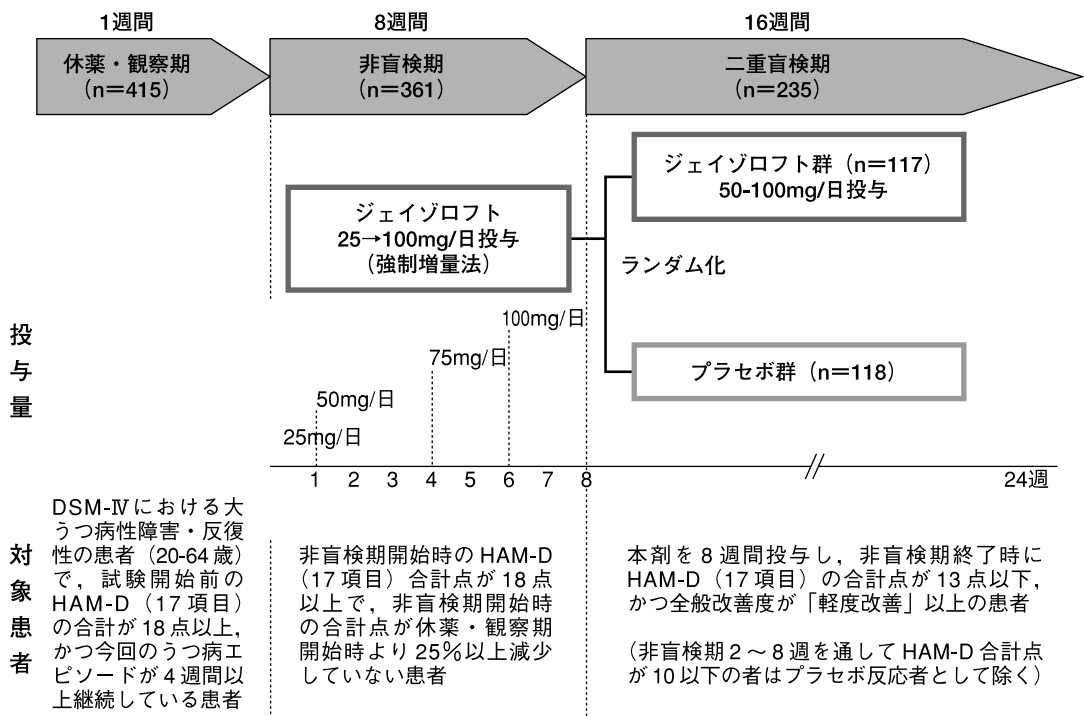 1週間
8週間
16週間
休薬・観察期
(n＝415)
非盲検期
(n＝361)
二重盲検期
(n＝235)
ジェイゾロフト
25→100mg/日投与
(強制増量法)
ジェイゾロフト群 (n＝117)
50-100mg/日投与
ランダム化
プラセボ群 (n＝118)
投与量
100mg/日
75mg/日
50mg/日
25mg/日
1 2 3 4 5 6 7 8 24週
対象患者
DSM-Ⅳにおける大
うつ病性障害・反復
性の患者（20-64歳）
で，試験開始前の
HAM-D（17項目）
の合計が18点以上，
かつ今回のうつ病エ
ピソードが4週間以
上継続している患者
非盲検期開始時の HAM-D
（17項目）合計点が18点
以上で，非盲検期開始時
の合計点が休薬・観察期
開始時より25％以上減少
していない患者
本剤を8週間投与し，非盲検期終了時に
HAM-D（17項目）の合計点が13点以下，
かつ全般改善度が「軽度改善」以上の患者
（非盲検期2～8週を通してHAM-D合計点
が10以下の者はプラセボ反応者として除く）